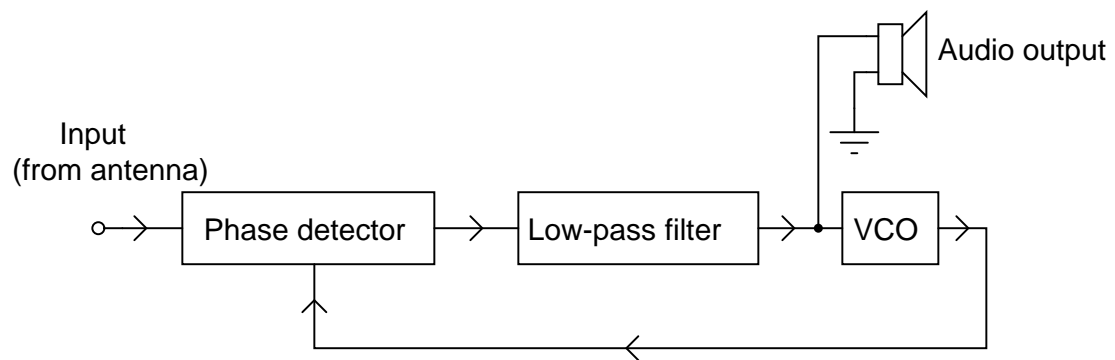 Audio output
Input
(from antenna)
Phase detector
Low-pass filter
VCO